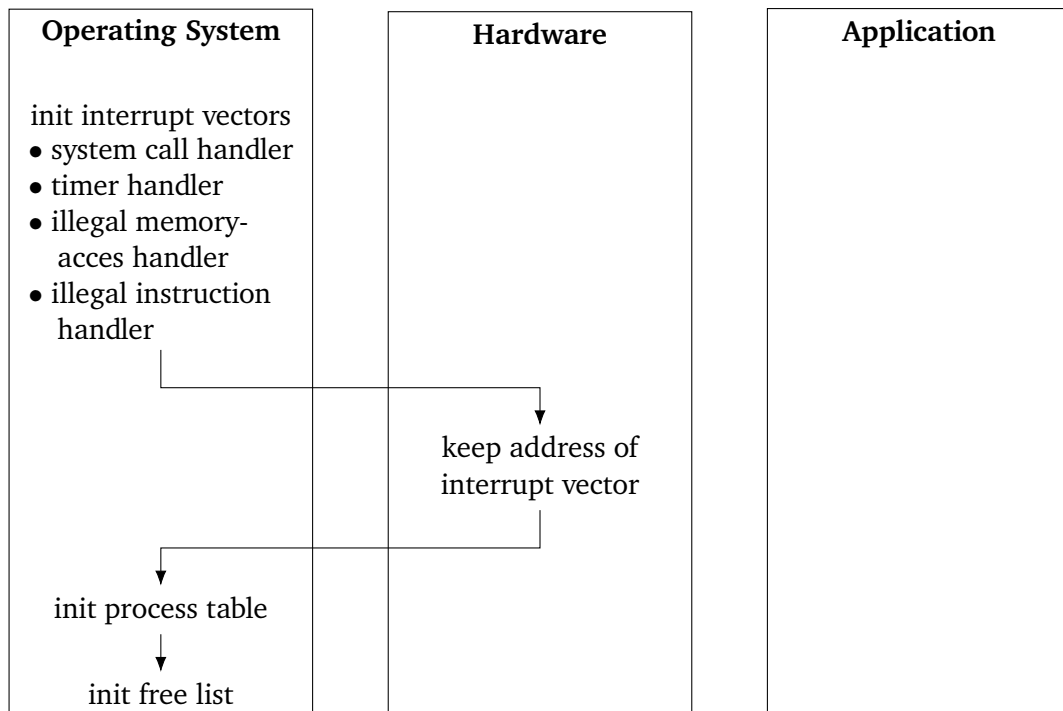 Operating System
Hardware
Application
init interrupt vectors
• system call handler
• timer handler
• illegal memory-
acces handler
• illegal instruction
handler
keep address of
interrupt vector
init process table
init free list